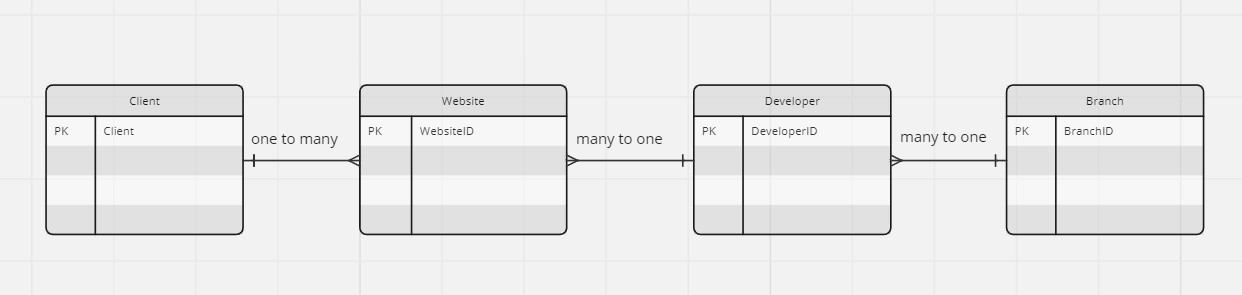 Client
PK Client
one to many
Website
PK WebsiteID
many to one
Developer
PK DeveloperID
many to one
Branch
PK BranchID